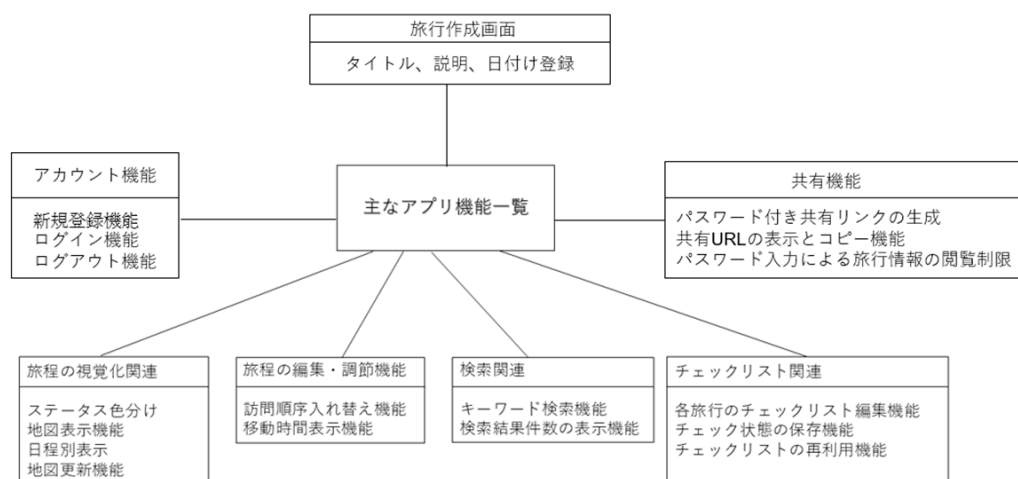 旅行作成画面
タイトル、説明、日付け登録
アカウント機能
新規登録機能
ログイン機能
ログアウト機能
主なアプリ機能一覧
共有機能
パスワード付き共有リンクの生成
共有URLの表示とコピー機能
パスワード入力による旅行情報の閲覧制限
旅程の視覚化関連
ステータス色分け
地図表示機能
日程別表示
地図更新機能
旅程の編集・調節機能
訪問順序入れ替え機能
移動時間表示機能
検索関連
キーワード検索機能
検索結果件数の表示機能
チェックリスト関連
各旅行のチェックリスト編集機能
チェック状態の保存機能
チェックリストの再利用機能